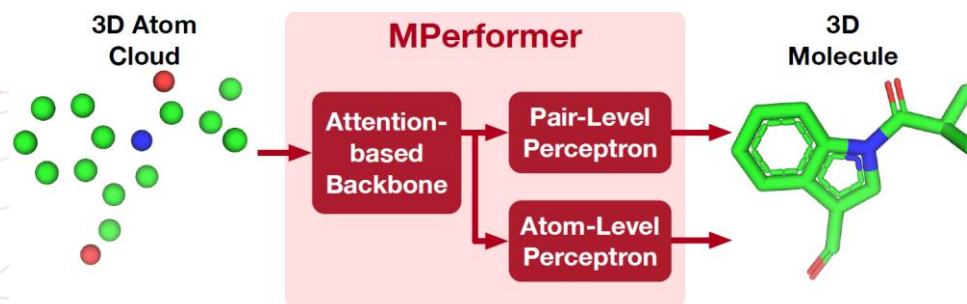 3D Atom
Cloud
MPerformer
Attention-
based
Backbone
Pair-Level
Perceptron
Atom-Level
Perceptron
3D
Molecule